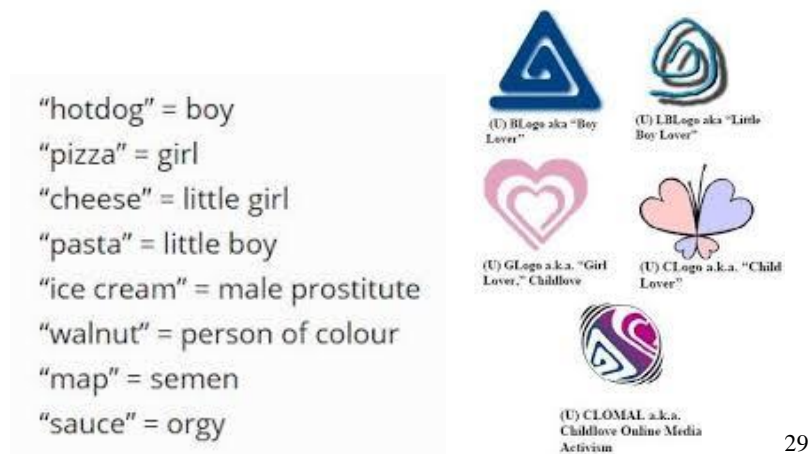 “hotdog” = boy
“pizza” = girl
“cheese” = little girl
“pasta” = little boy
“ice cream” = male prostitute
“walnut” = person of colour
“map” = semen
“sauce” = orgy
(U) BLogo aka “Boy
Lover”
(U) LBLogo aka “Little
Boy Lover”
(U) GLogo a.k.a. “Girl
Lover,” Childlove
(U) CLogo a.k.a. “Child
Lover”
(U) CLOMAL a.k.a.
Childlove Online Media
Activism
29